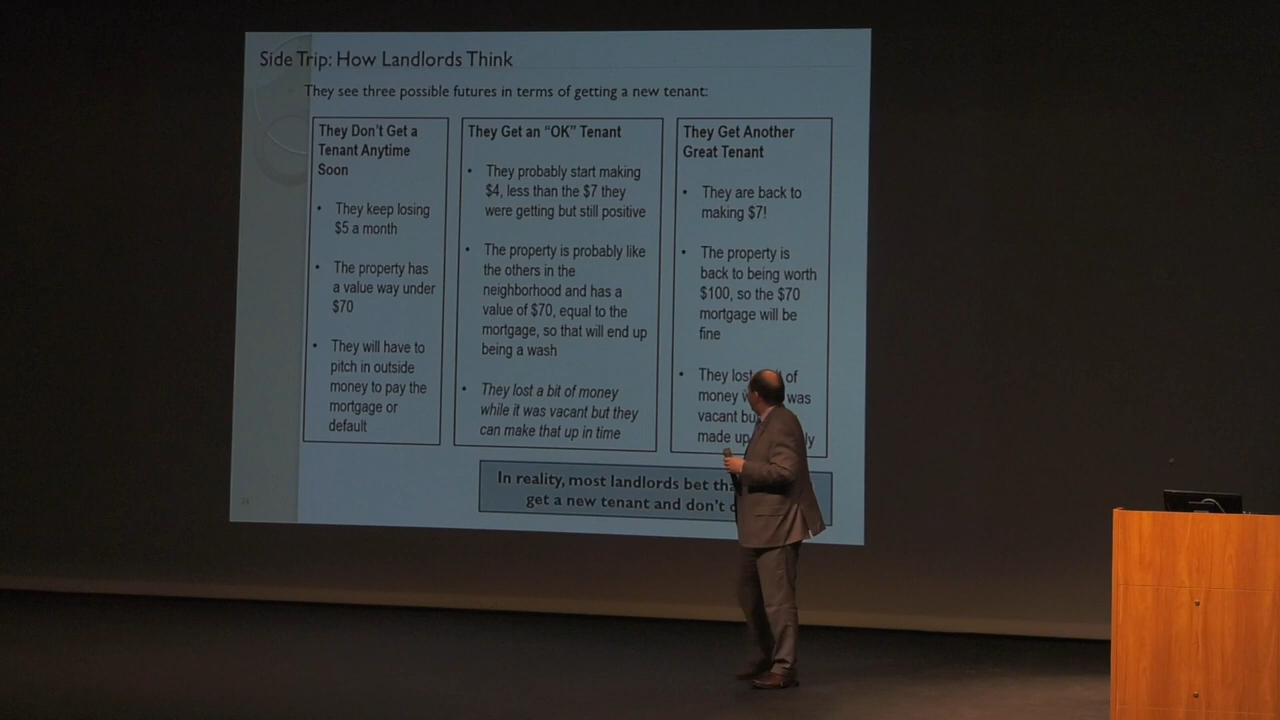 Side Trip: How Landlords Think
They see three possible futures in terms of getting a new tenant:
They Don't Get a
Tenant Anytime
Soon
• They keep losing
$5 a month
• The property has
a value way under
$70
• They will have to
pitch in outside
money to pay the
mortgage or
default
They Get an "OK" Tenant
• They probably start making
$4, less than the $7 they
were getting but still positive
• The property is probably like
the others in the
neighborhood and has a
value of $70, equal to the
mortgage, so that will end up
being a wash
• They lost a bit of money
while it was vacant but they
can make that up in time
They Get Another
Great Tenant
• They are back to
making $7!
• The property is
back to being worth
$100, so the $70
mortgage will be
fine
• They lost of
money was
vacant
made up
In reality, most landlords bet
get a new tenant and don't